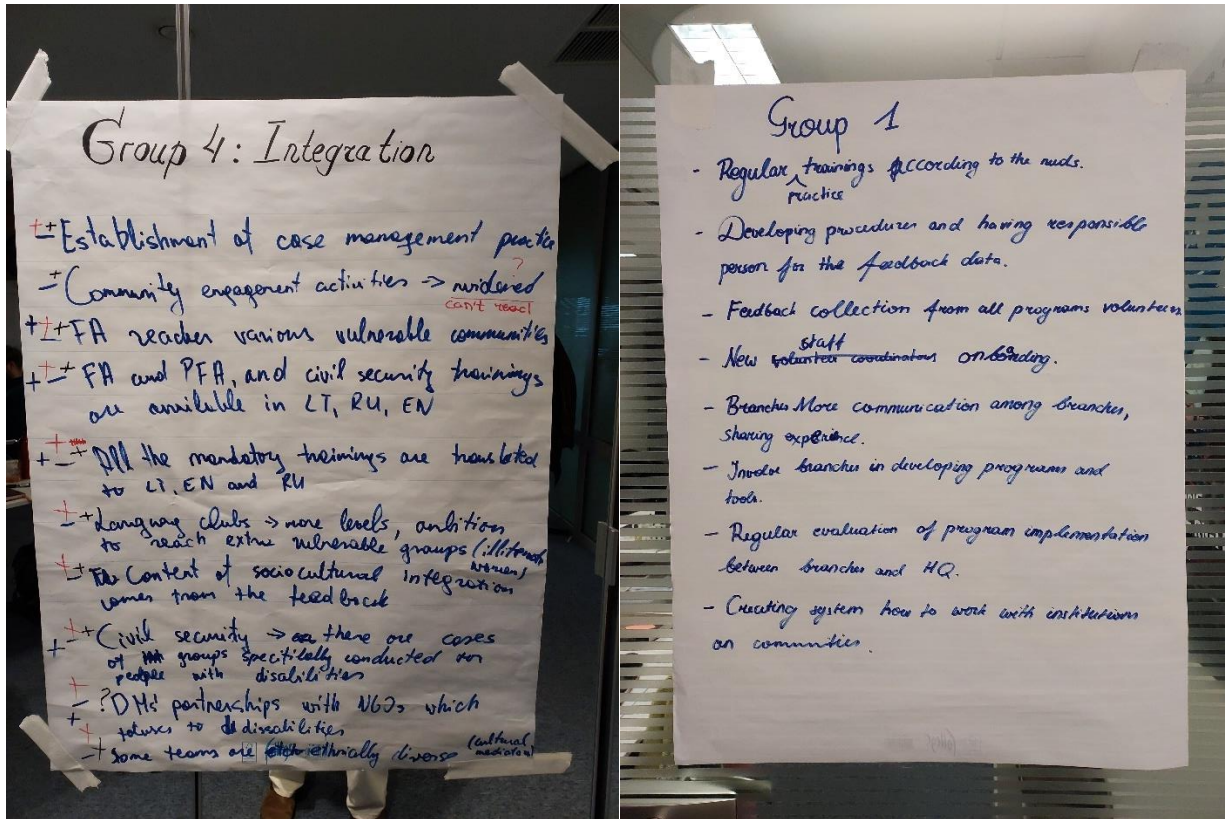 Group 4: Integration
++ - Establishment of case management practice
+ - Community engagement activities -> widened
?
can't read
+ + + - FA reaches various vulnerable communities
+ + + - FA and PFA, and civil security trainings
are available in LT, RU, EN
+ + + - All the mandatory trainings are translated
to LT, EN and RU
+ - + Language clubs -> more levels, ambition
to reach extra vulnerable groups (illiterate
women)
+ - + Content of sociocultural integration
comes from the feedback
+ + - + Civil security -> there are cases
of groups specifically conducted for
people with disabilities
+ - + ? DMs partnerships with NGOs which
focuses to disabilities
+ - + Some teams are ethnically diverse (cultural
mediators)
Group 1
- Regular trainings according to the nuds.
practice
- Developing procedures and having responsible
person for the feedback data.
- Feedback collection from all programs volunteers
staff
- New volunteer coordinators onboarding.
- Branches More communication among branches,
sharing experience.
- Involve branches in developing programs and
tools.
- Regular evaluation of program implementation
between branches and HQ.
- Creating system how to work with institutions
on communities.